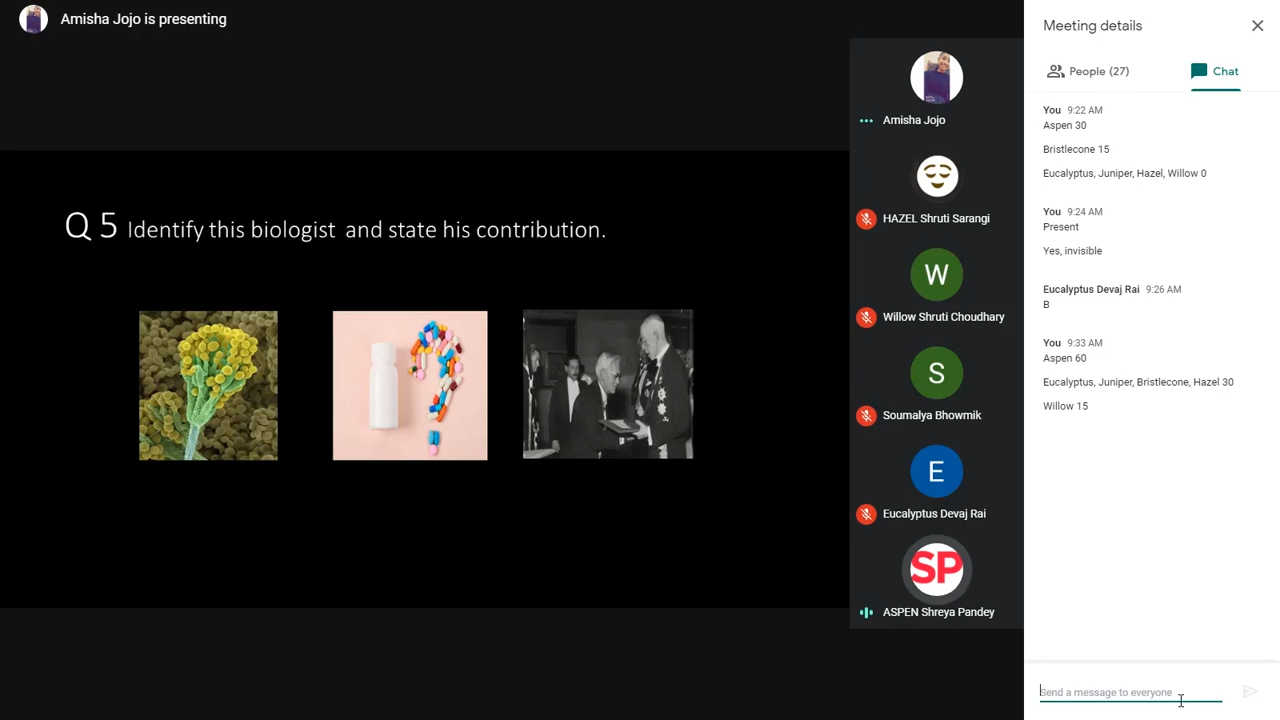 Amisha Jojo is presenting
Q 5 Identify this biologist and state his contribution.
Amisha Jojo
HAZEL Shruti Sarangi
W
Willow Shruti Choudhary
S
Soumalya Bhowmik
E
Eucalyptus Devaj Rai
SP
ASPEN Shreya Pandey
Meeting details
People (27)
Chat
You 9:22 AM
Aspen 30
Bristlecone 15
Eucalyptus, Juniper, Hazel, Willow 0
You 9:24 AM
Present
Yes, invisible
Eucalyptus Devaj Rai 9:26 AM
B
You 9:33 AM
Aspen 60
Eucalyptus, Juniper, Bristlecone, Hazel 30
Willow 15
Send a message to everyone